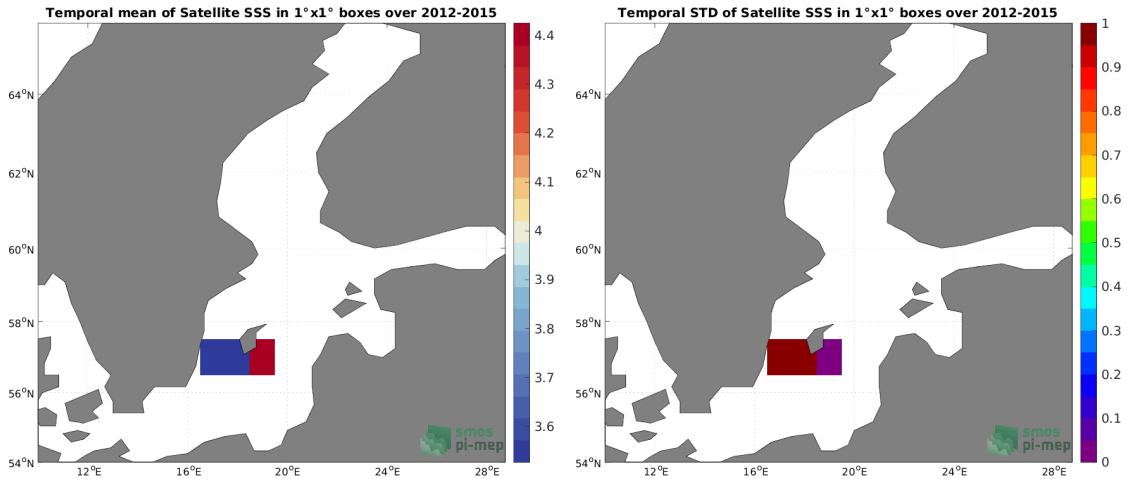 Temporal mean of Satellite SSS in 1°x1° boxes over 2012-2015
64°N
62°N
60°N
58°N
56°N
54°N
12°E
16°E
20°E
24°E
28°E
4.4
4.3
4.2
4.1
4
3.9
3.8
3.7
3.6
smos
pi-mep
Temporal STD of Satellite SSS in 1°x1° boxes over 2012-2015
64°N
62°N
60°N
58°N
56°N
54°N
12°E
16°E
20°E
24°E
28°E
1
0.9
0.8
0.7
0.6
0.5
0.4
0.3
0.2
0.1
0
smos
pi-mep